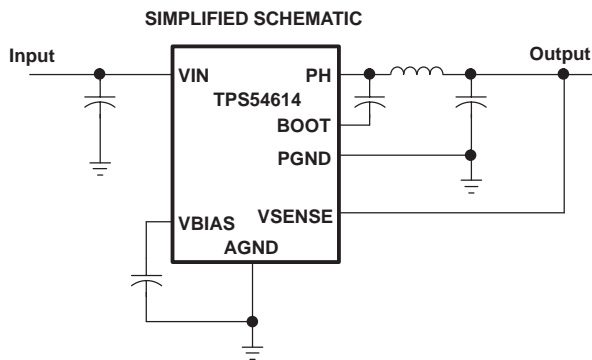 SIMPLIFIED SCHEMATIC
Input
Output
VIN
PH
TPS54614
BOOT
PGND
VBIAS
VSENSE
AGND